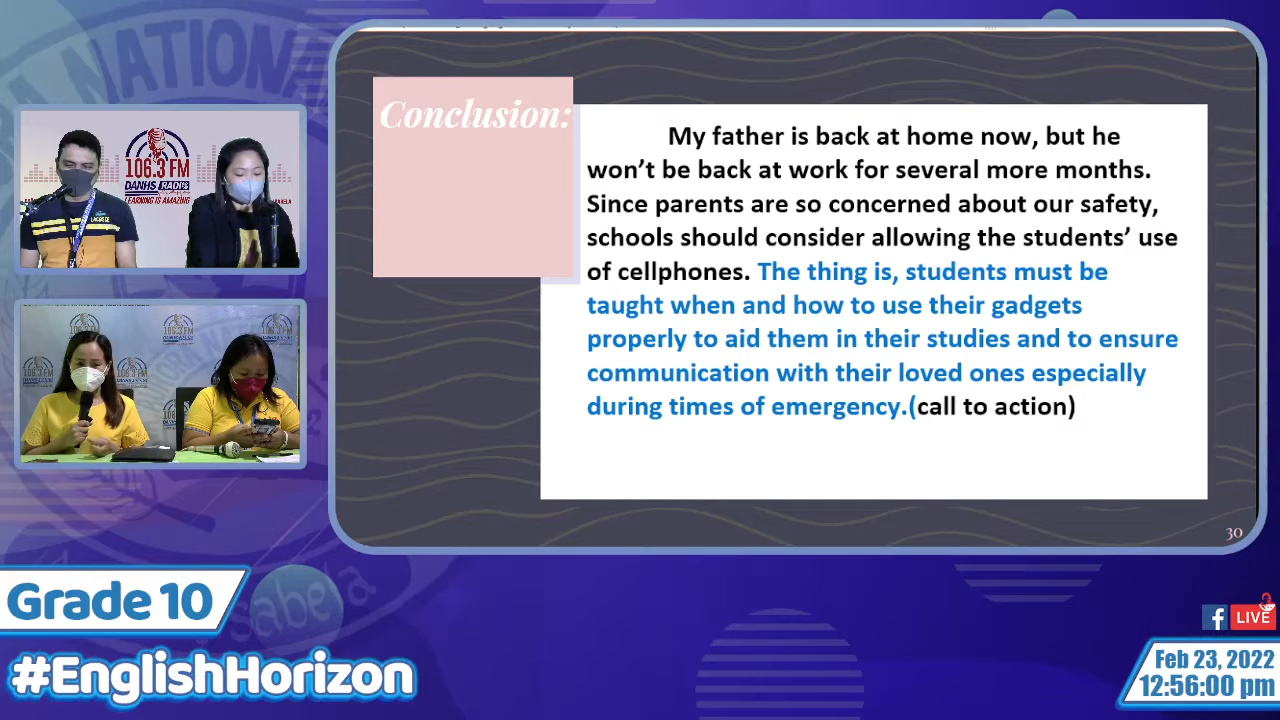 Conclusion:
My father is back at home now, but he
won’t be back at work for several more months.
Since parents are so concerned about our safety,
schools should consider allowing the students’ use
of cellphones. The thing is, students must be
taught when and how to use their gadgets
properly to aid them in their studies and to ensure
communication with their loved ones especially
during times of emergency.(call to action)
30
106.3 FM
DANHS RADIO
LEARNING IS AMAZING
NATION
sabela
Grade 10
#EnglishHorizon
f LIVE
Feb 23, 2022
12:56:00 pm